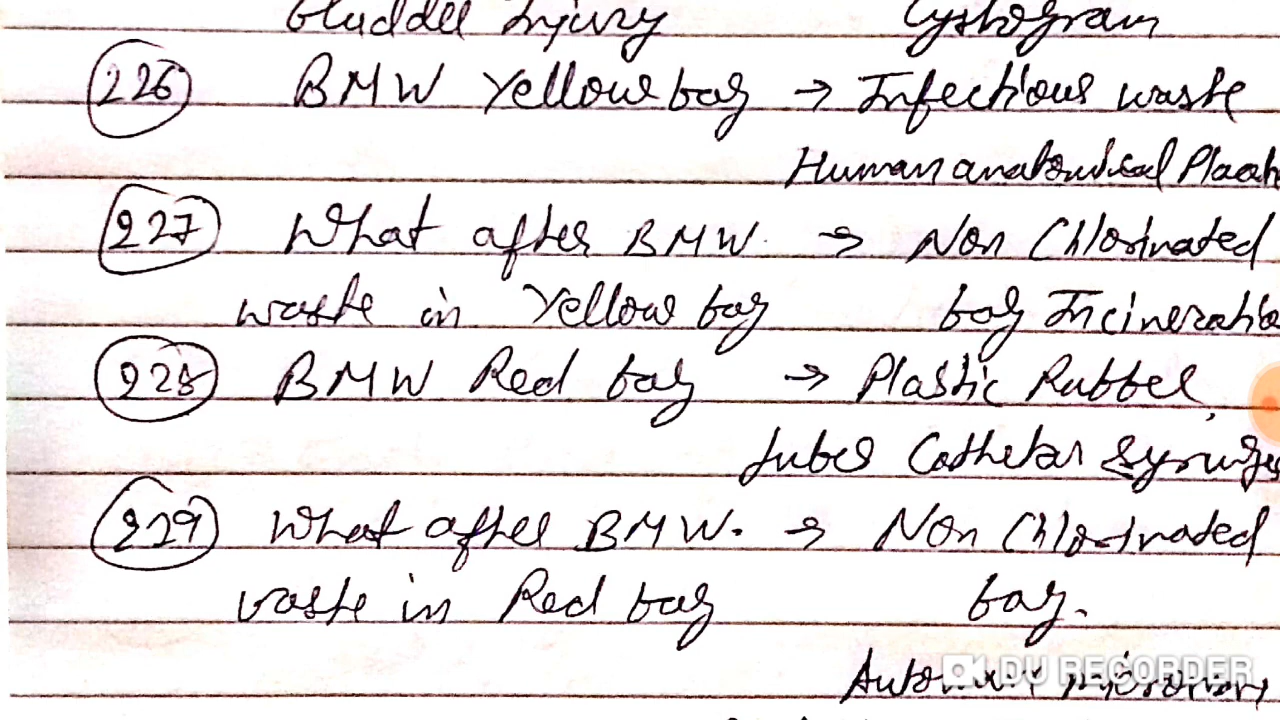 Bladder Injury Cystogram
226 BMW Yellow bag → Infectious waste
Human anatomical
227 What after BMW. → Non Chlorinated
waste in Yellow bag bag Incineratio
228 BMW Red bag → Plastic Rubber,
tubes Catheter Syringes
229 What after BMW. → Non Chlorinated
waste in Red bag bag.
DU RECORDER